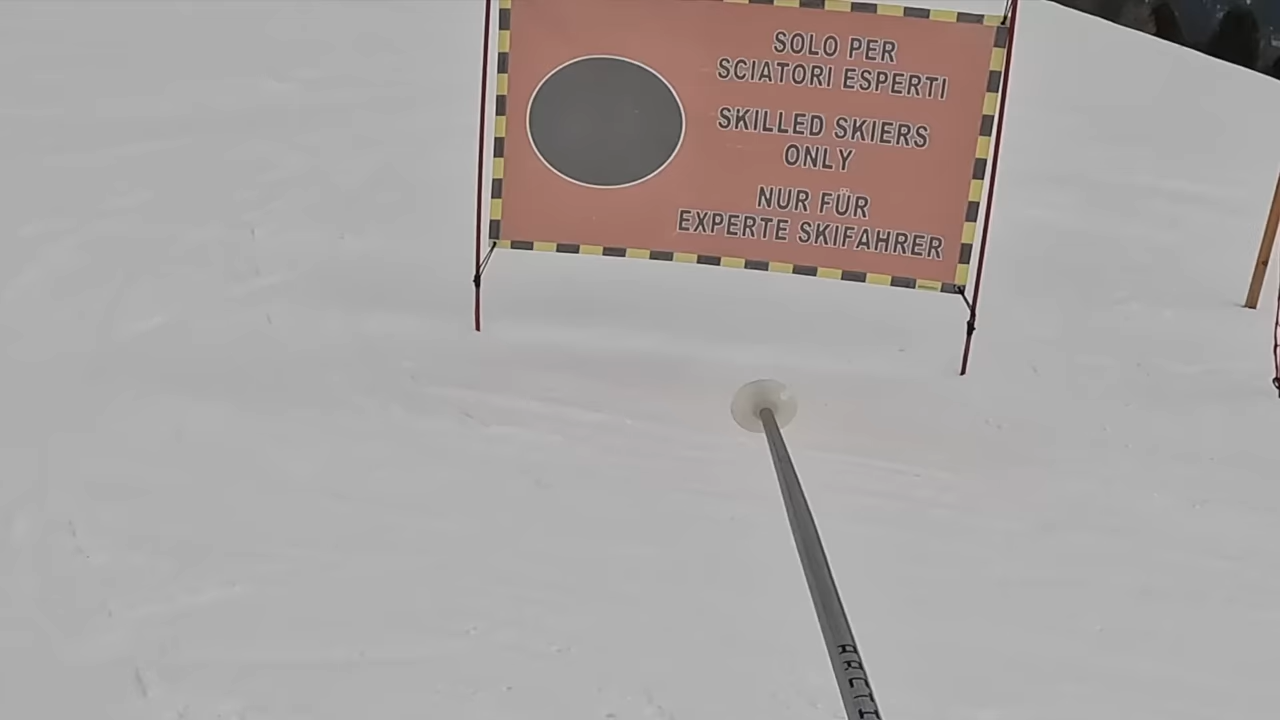 SOLO PER
SCIATORI ESPERTI
SKILLED SKIERS
ONLY
NUR FÜR
EXPERTE SKIFAHRER